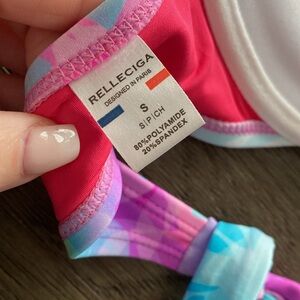 RELLECIGA
DESIGNED IN PARIS
S
S|P|CH
80%POLYAMIDE
20%SPANDEX